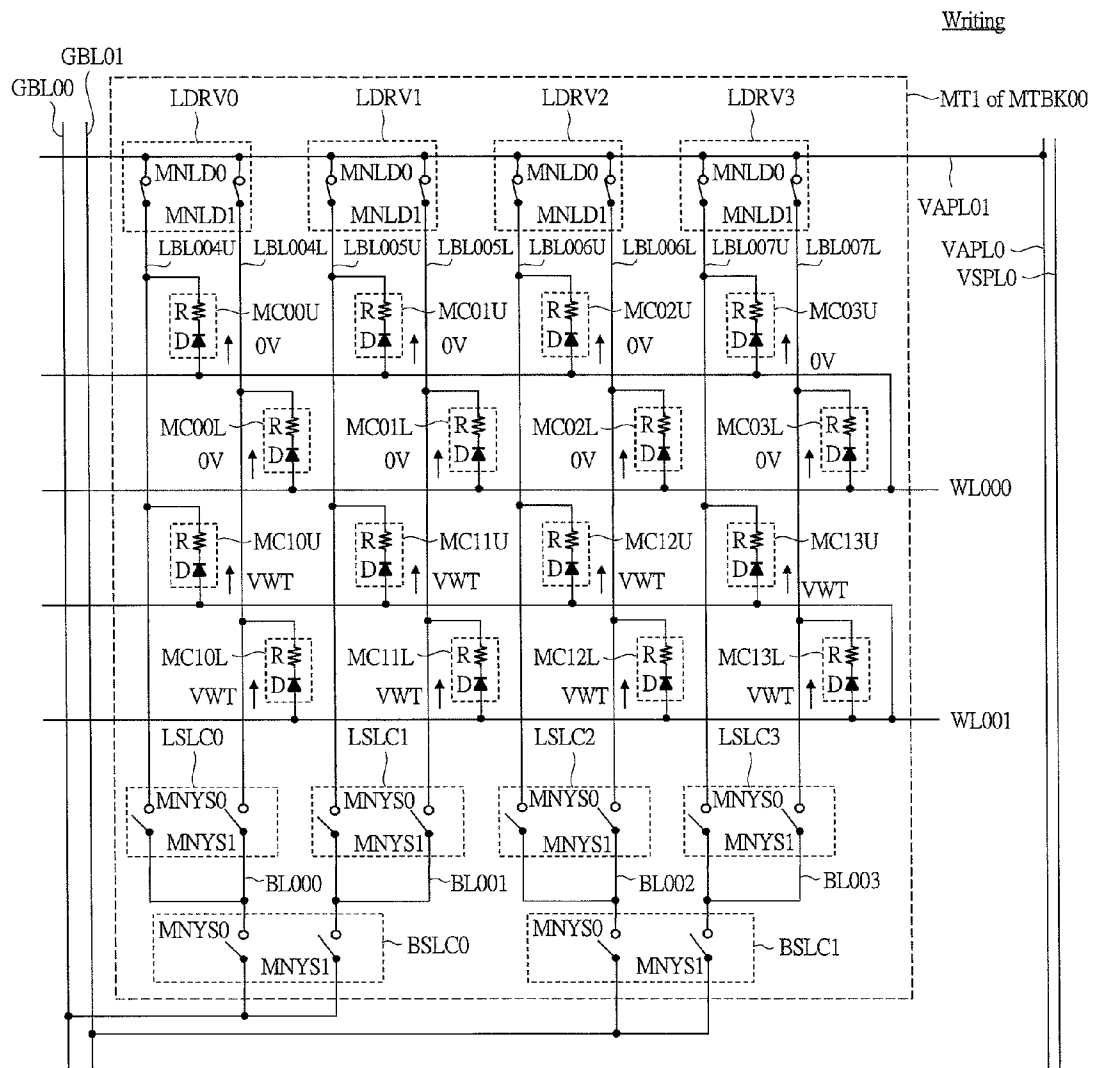 Writing
GBL01
GBL00
LDRV0 LDRV1 LDRV2 LDRV3
MT1 of MTBK00
MNLD0 MNLD0 MNLD0 MNLD0
MNLD1 MNLD1 MNLD1 MNLD1
VAPL01
LBL004U LBL004L LBL005U LBL005L LBL006U LBL006L LBL007U LBL007L
VAPL0
VSPL0
R MC00U R MC01U R MC02U R MC03U
D 0V D 0V D 0V D 0V
MC00L R MC01L R MC02L R MC03L R
0V D 0V D 0V D 0V D
WL000
R MC10U R MC11U R MC12U R MC13U
D VWT D VWT D VWT D VWT
MC10L R MC11L R MC12L R MC13L R
VWT D VWT D VWT D VWT D
WL001
LSLC0 LSLC1 LSLC2 LSLC3
MNYS0 MNYS0 MNYS0 MNYS0
MNYS1 MNYS1 MNYS1 MNYS1
BL000 BL001 BL002 BL003
MNYS0 MNYS0
MNYS1 BSLC0 MNYS1 BSLC1